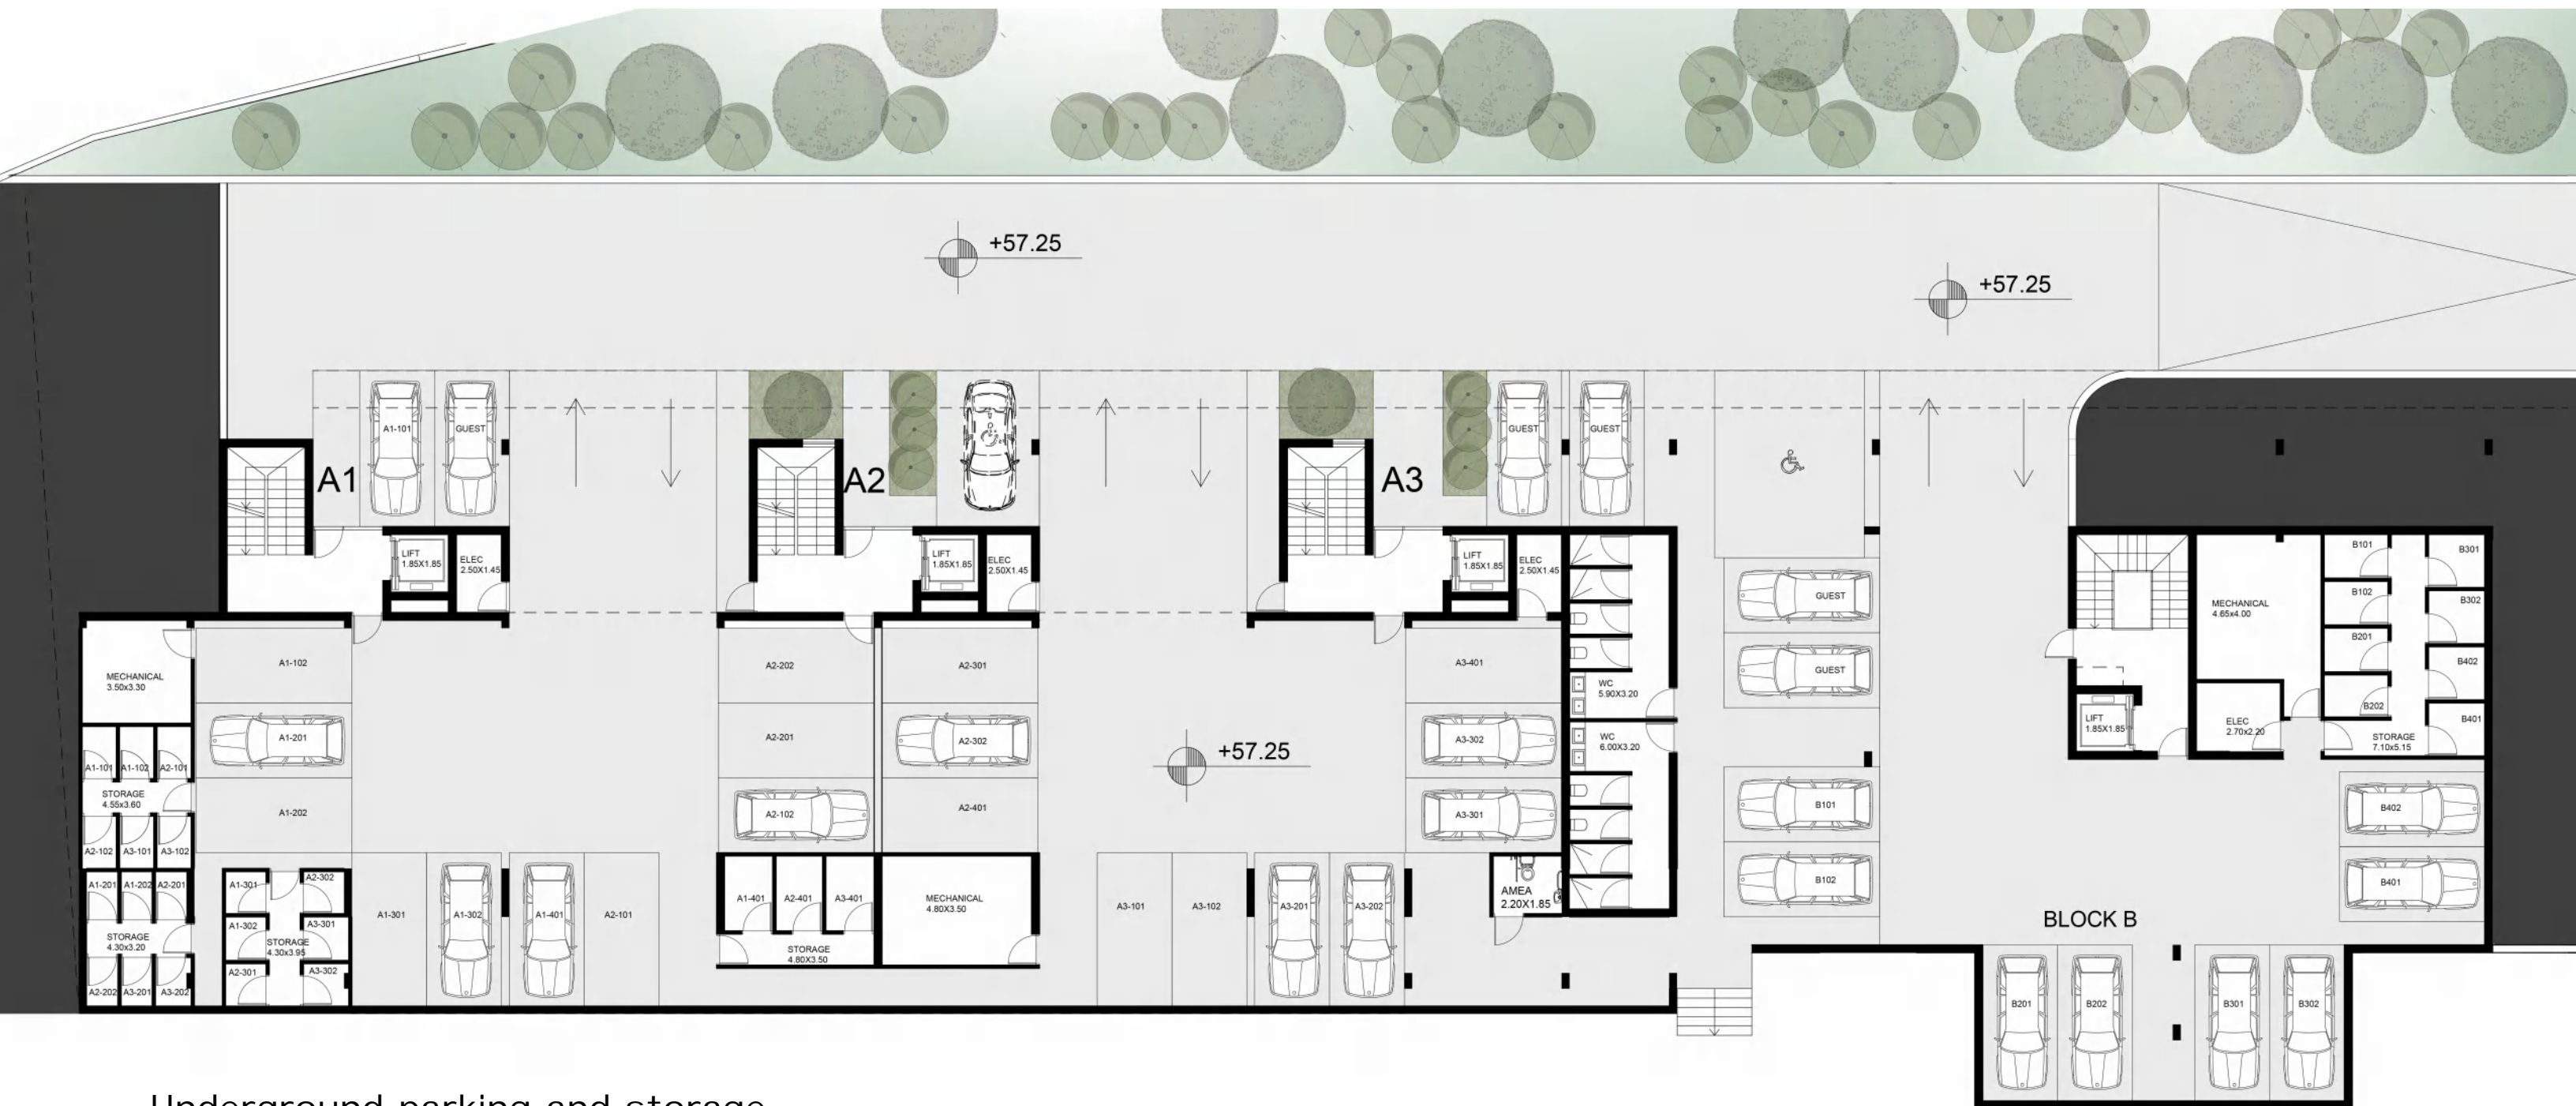 +57.25
+57.25
A1-101
GUEST
GUEST
GUEST
A1
A2
A3
LIFT
1.85X1.85
ELEC
2.50X1.45
LIFT
1.85X1.85
ELEC
2.50X1.45
LIFT
1.85X1.85
ELEC
2.50X1.45
B101
B301
B102
B302
B201
B402
B202
B401
MECHANICAL
4.65x4.00
GUEST
GUEST
MECHANICAL
3.50x3.30
A1-102
A2-202
A2-301
A3-401
WC
5.90X3.20
WC
6.00X3.20
A1-201
A2-201
A2-302
A3-302
+57.25
LIFT
1.85X1.85
ELEC
2.70x2.20
STORAGE
7.10x5.15
A1-101
A1-102
A2-101
STORAGE
4.55x3.60
A2-102
A3-101
A3-102
A1-202
A2-102
A2-401
A3-301
B101
B102
B402
B401
A1-201
A1-202
A2-201
STORAGE
4.30x3.20
A2-202
A3-201
A3-202
A1-301
A2-302
A1-302
A3-301
STORAGE
4.30x3.95
A2-301
A3-302
A1-301
A1-302
A1-401
A2-101
A1-401
A2-401
A3-401
STORAGE
4.80X3.50
MECHANICAL
4.80X3.50
A3-101
A3-102
A3-201
A3-202
AMEA
2.20X1.85
BLOCK B
B201
B202
B301
B302
Underground parking and storage